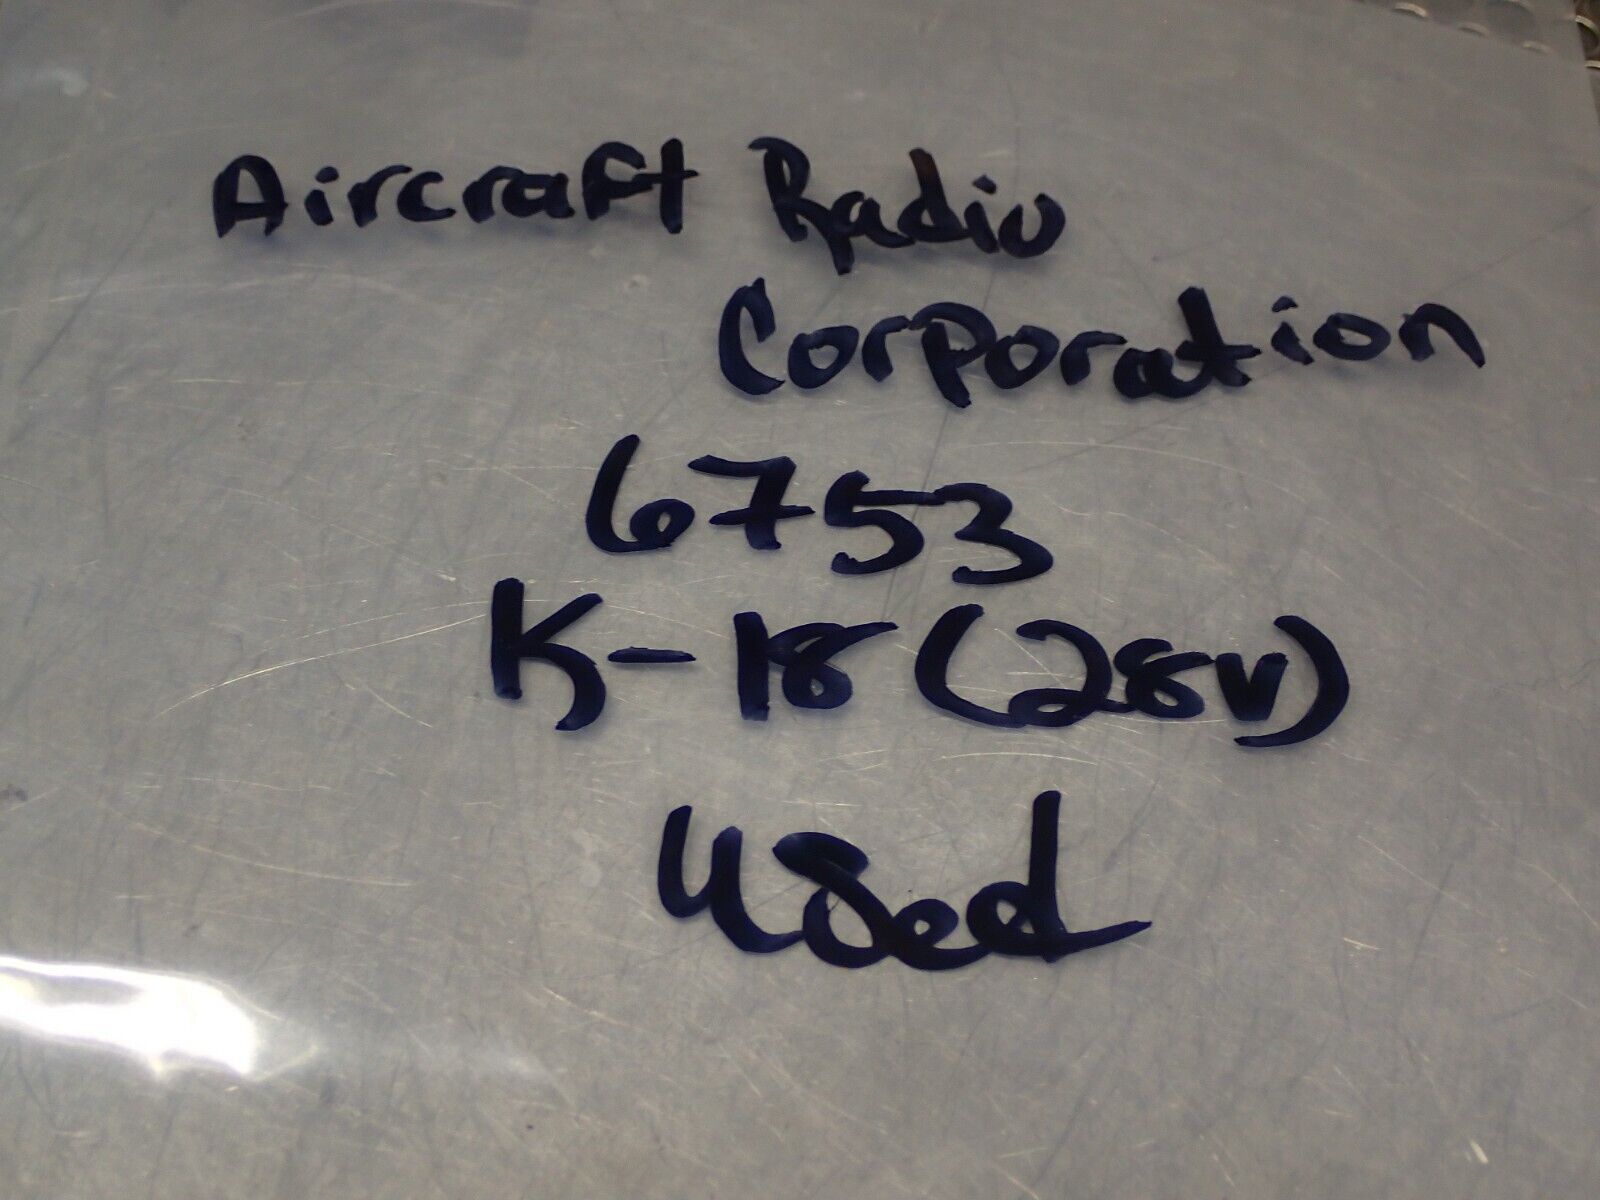 Aircraft Radio
Corporation
6753
K-18 (28v)
Used